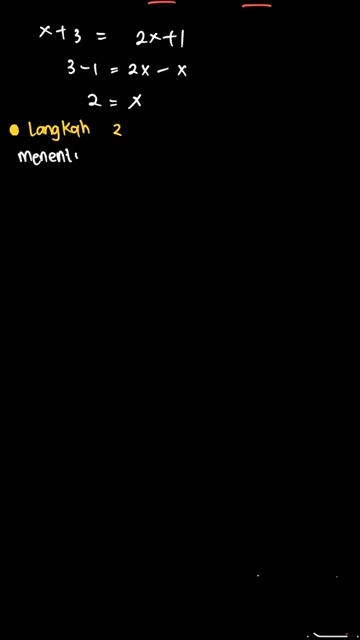 x+3 = 2x+1
3-1 = 2x-x
2 = x
• Langkah 2